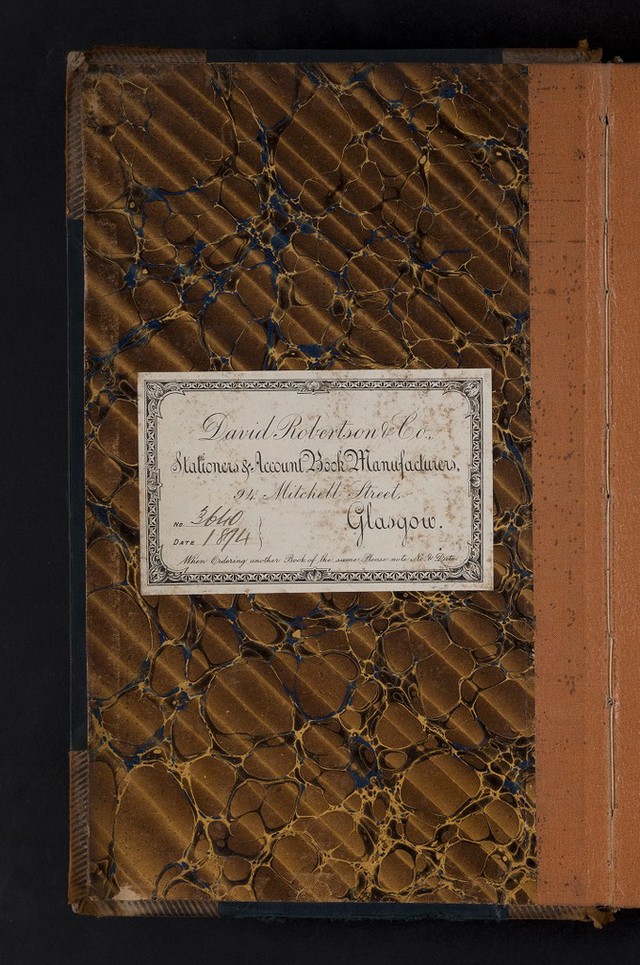 David Robertson & Co.,
Stationers & Account Book Manufacturers,
94 Mitchell Street,
Glasgow.
No. 3640
Date 1874
When Ordering another Book of the same Please note No. & Date